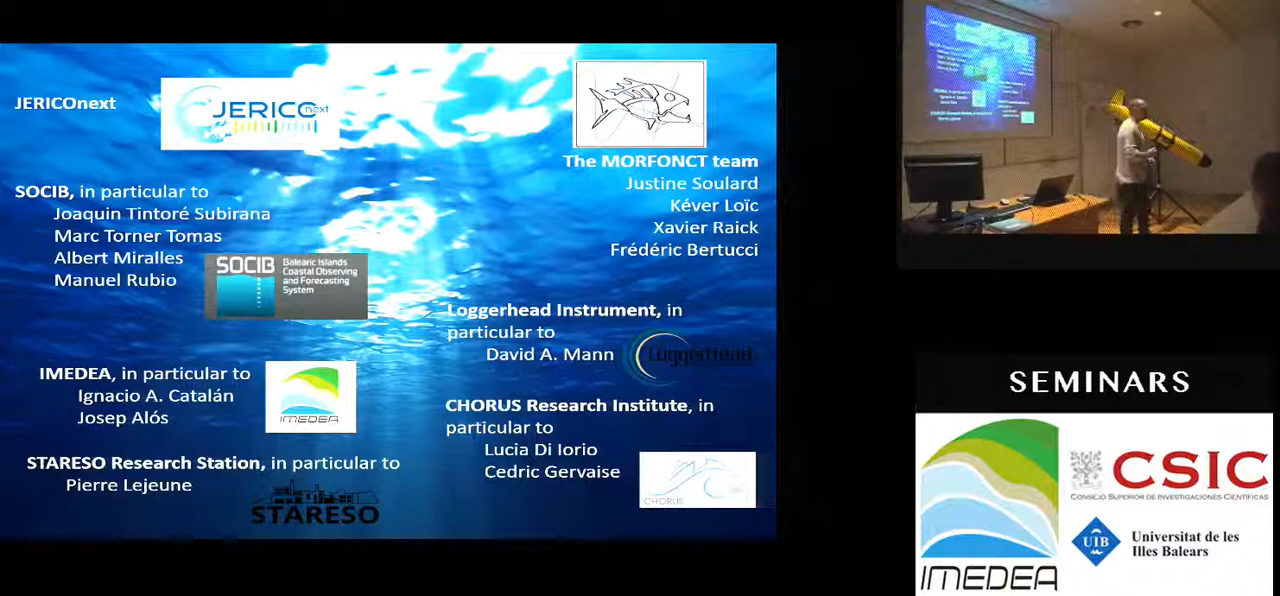 JERICOnext
JERICO next
SOCIB, in particular to
Joaquin Tintoré Subirana
Marc Torner Tomas
Albert Miralles
Manuel Rubio
SOCIB
Balearic Islands
Coastal Observing
and Forecasting
System
IMEDEA, in particular to
Ignacio A. Catalán
Josep Alós
IMEDEA
STARESO Research Station, in particular to
Pierre Lejeune
STARESO
The MORFONCT team
Justine Soulard
Kéver Loïc
Xavier Raick
Frédéric Bertucci
Loggerhead Instrument, in
particular to
David A. Mann
Loggerhead
CHORUS Research Institute, in
particular to
Lucia Di Iorio
Cedric Gervaise
CHORUS
SEMINARS
IMEDEA
CSIC
CONSEJO SUPERIOR DE INVESTIGACIONES CIENTÍFICAS
UIB
Universitat de les
Illes Balears